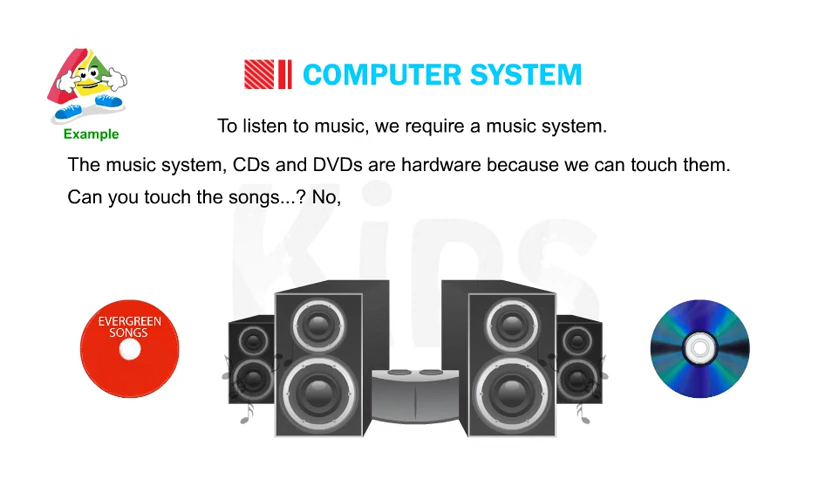 COMPUTER SYSTEM
Example
To listen to music, we require a music system.
The music system, CDs and DVDs are hardware because we can touch them.
Can you touch the songs...? No,
Kips
EVERGREEN
SONGS